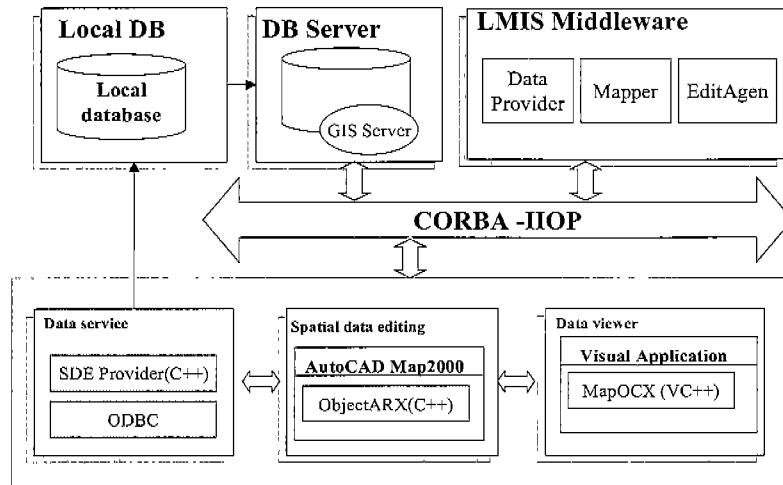 Local DB
Local
database
DB Server
GIS Server
LMIS Middleware
Data
Provider
Mapper
EditAgen
CORBA -IIOP
Data service
SDE Provider(C++)
ODBC
Spatial data editing
AutoCAD Map2000
ObjectARX(C++)
Data viewer
Visual Application
MapOCX (VC++)